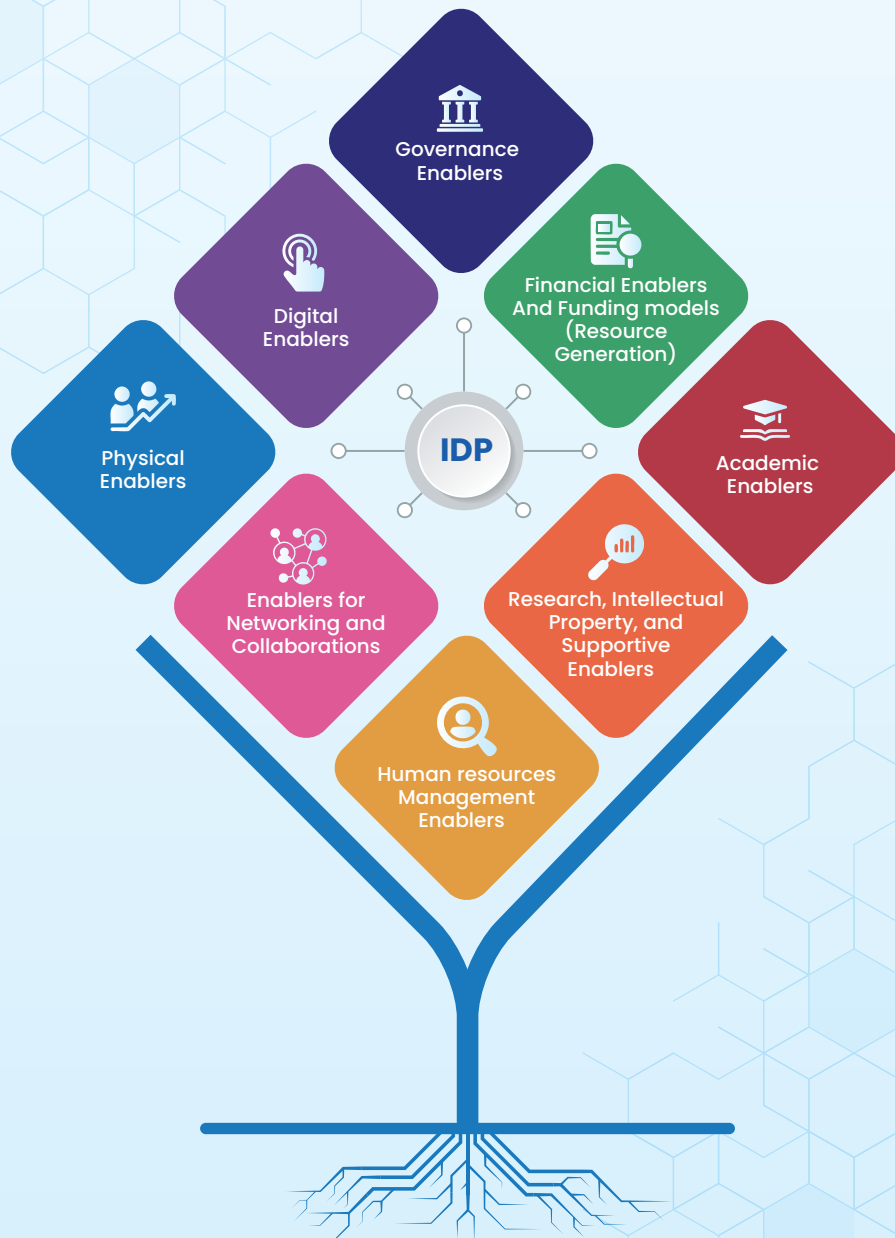 Governance
Enablers
Digital
Enablers
Financial Enablers
And Funding models
(Resource
Generation)
Physical
Enablers
IDP
Academic
Enablers
Enablers for
Networking and
Collaborations
Research, Intellectual
Property, and
Supportive
Enablers
Human resources
Management
Enablers